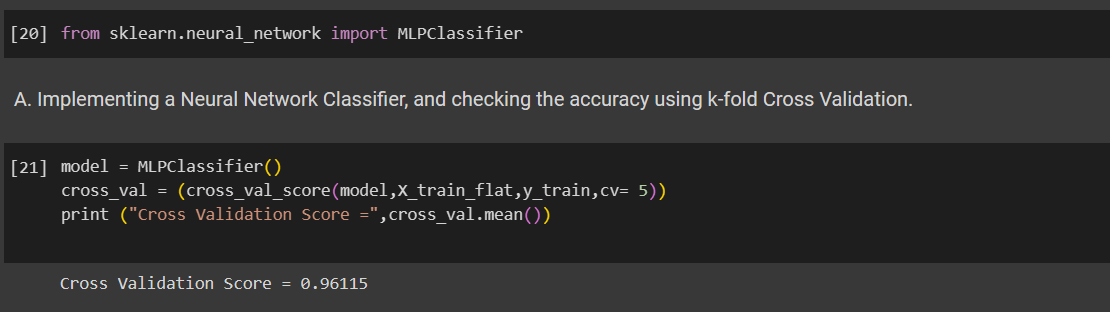 [20] from sklearn.neural_network import MLPClassifier
A. Implementing a Neural Network Classifier, and checking the accuracy using k-fold Cross Validation.
[21] model = MLPClassifier()
cross_val = (cross_val_score(model,X_train_flat,y_train,cv= 5))
print ("Cross Validation Score =",cross_val.mean())
Cross Validation Score = 0.96115